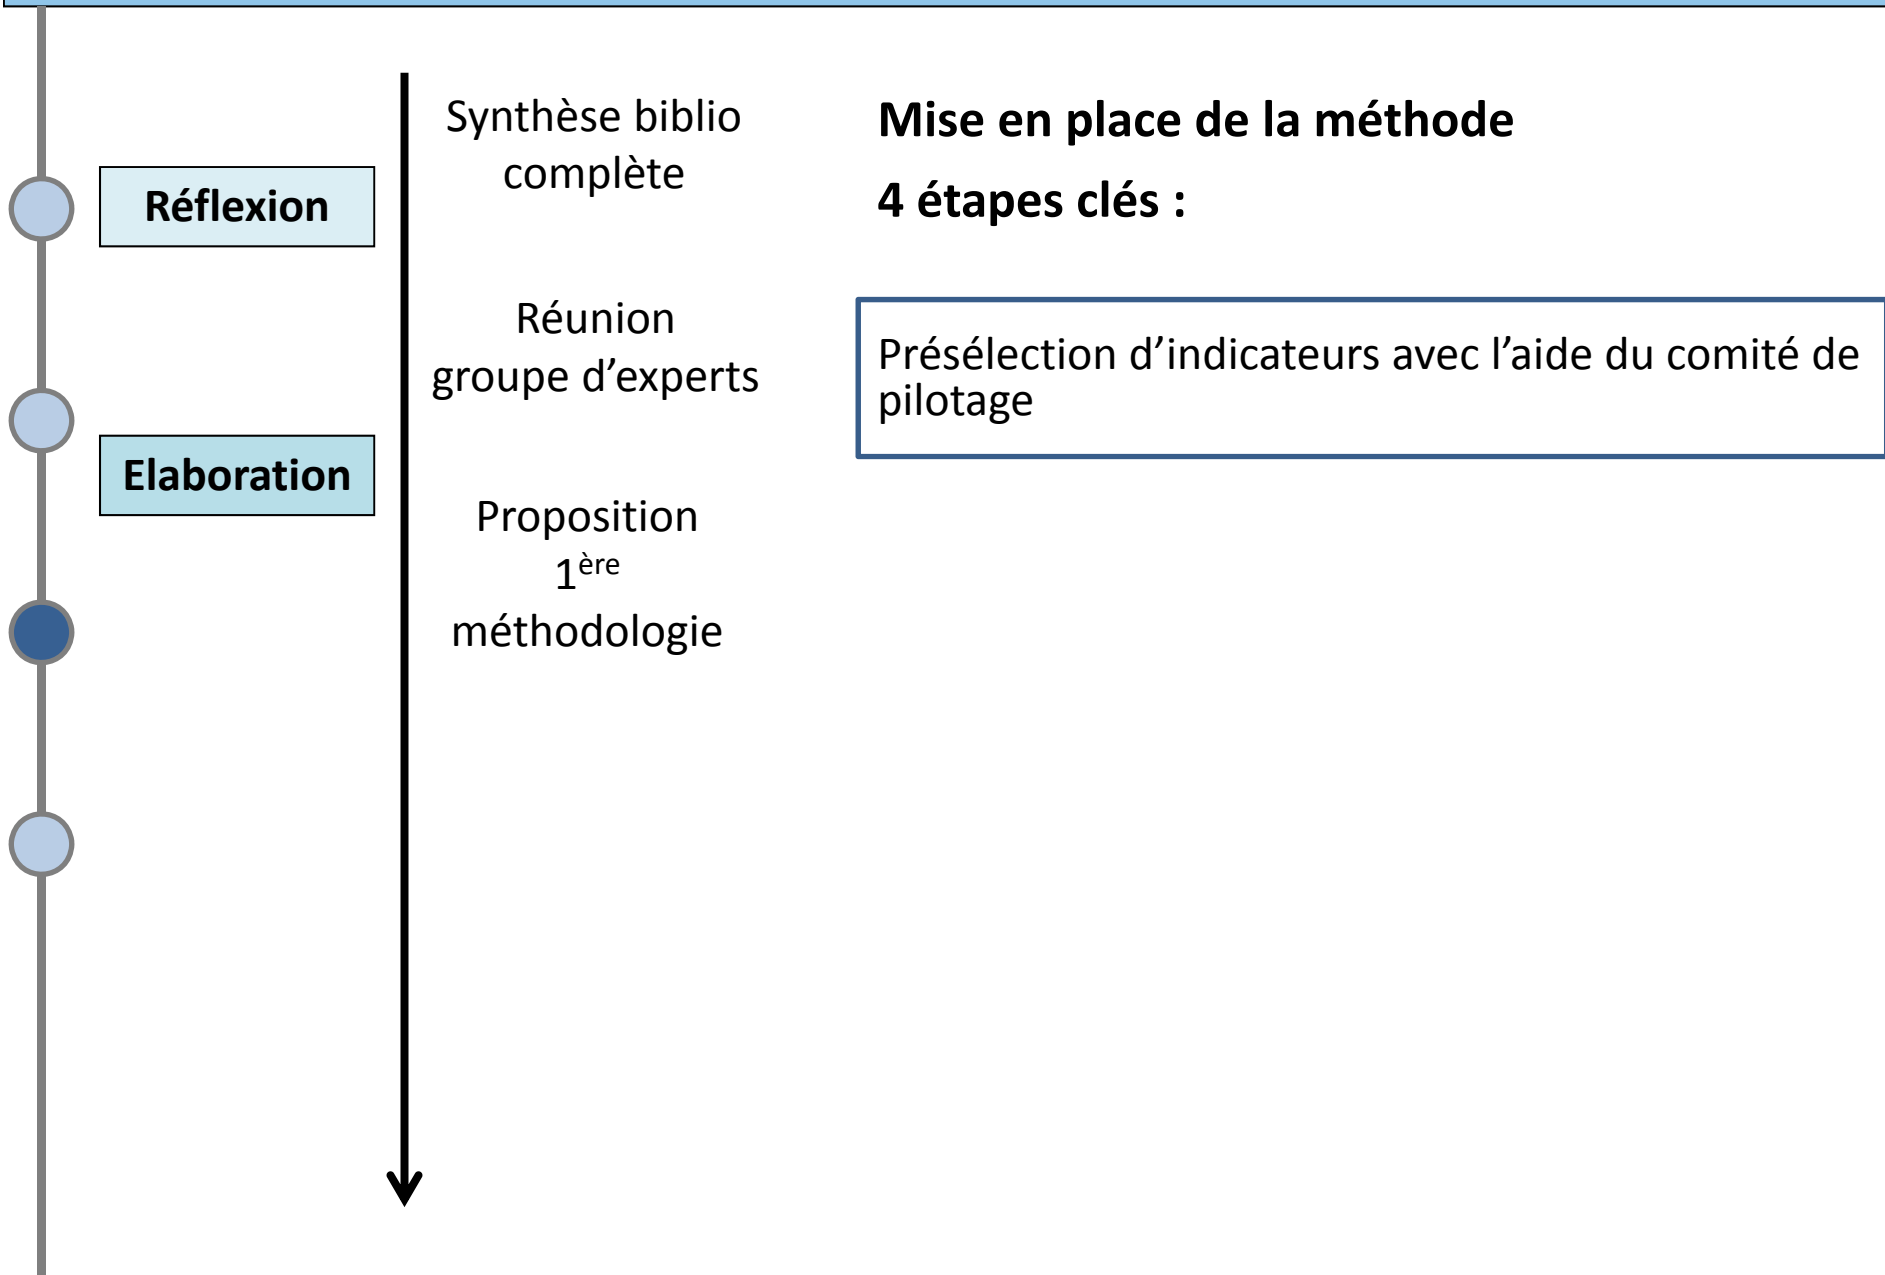 Réflexion
Elaboration
Synthèse biblio
complète
Réunion
groupe d’experts
Proposition
1ère
méthodologie
Mise en place de la méthode
4 étapes clés :
Présélection d’indicateurs avec l’aide du comité de
pilotage